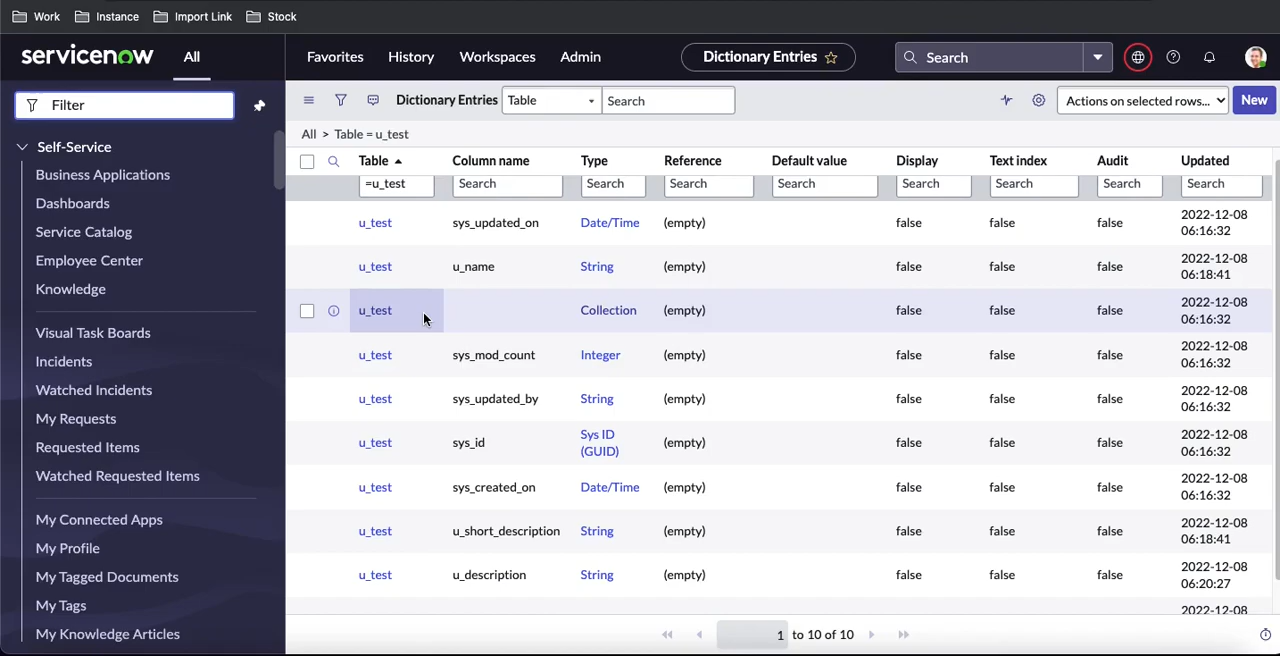 Work Instance Import Link Stock
servicenow All Favorites History Workspaces Admin Dictionary Entries Search
Filter
Self-Service
Business Applications
Dashboards
Service Catalog
Employee Center
Knowledge
Visual Task Boards
Incidents
Watched Incidents
My Requests
Requested Items
Watched Requested Items
My Connected Apps
My Profile
My Tagged Documents
My Tags
My Knowledge Articles
Dictionary Entries Table Search Actions on selected rows... New
All > Table = u_test
Table Column name Type Reference Default value Display Text index Audit Updated
=u_test Search Search Search Search Search Search Search Search
u_test sys_updated_on Date/Time (empty) false false false 2022-12-08 06:16:32
u_test u_name String (empty) false false false 2022-12-08 06:18:41
u_test Collection (empty) false false false 2022-12-08 06:16:32
u_test sys_mod_count Integer (empty) false false false 2022-12-08 06:16:32
u_test sys_updated_by String (empty) false false false 2022-12-08 06:16:32
u_test sys_id Sys ID (GUID) (empty) false false false 2022-12-08 06:16:32
u_test sys_created_on Date/Time (empty) false false false 2022-12-08 06:16:32
u_test u_short_description String (empty) false false false 2022-12-08 06:18:41
u_test u_description String (empty) false false false 2022-12-08 06:20:27
2022-12-08
1 to 10 of 10